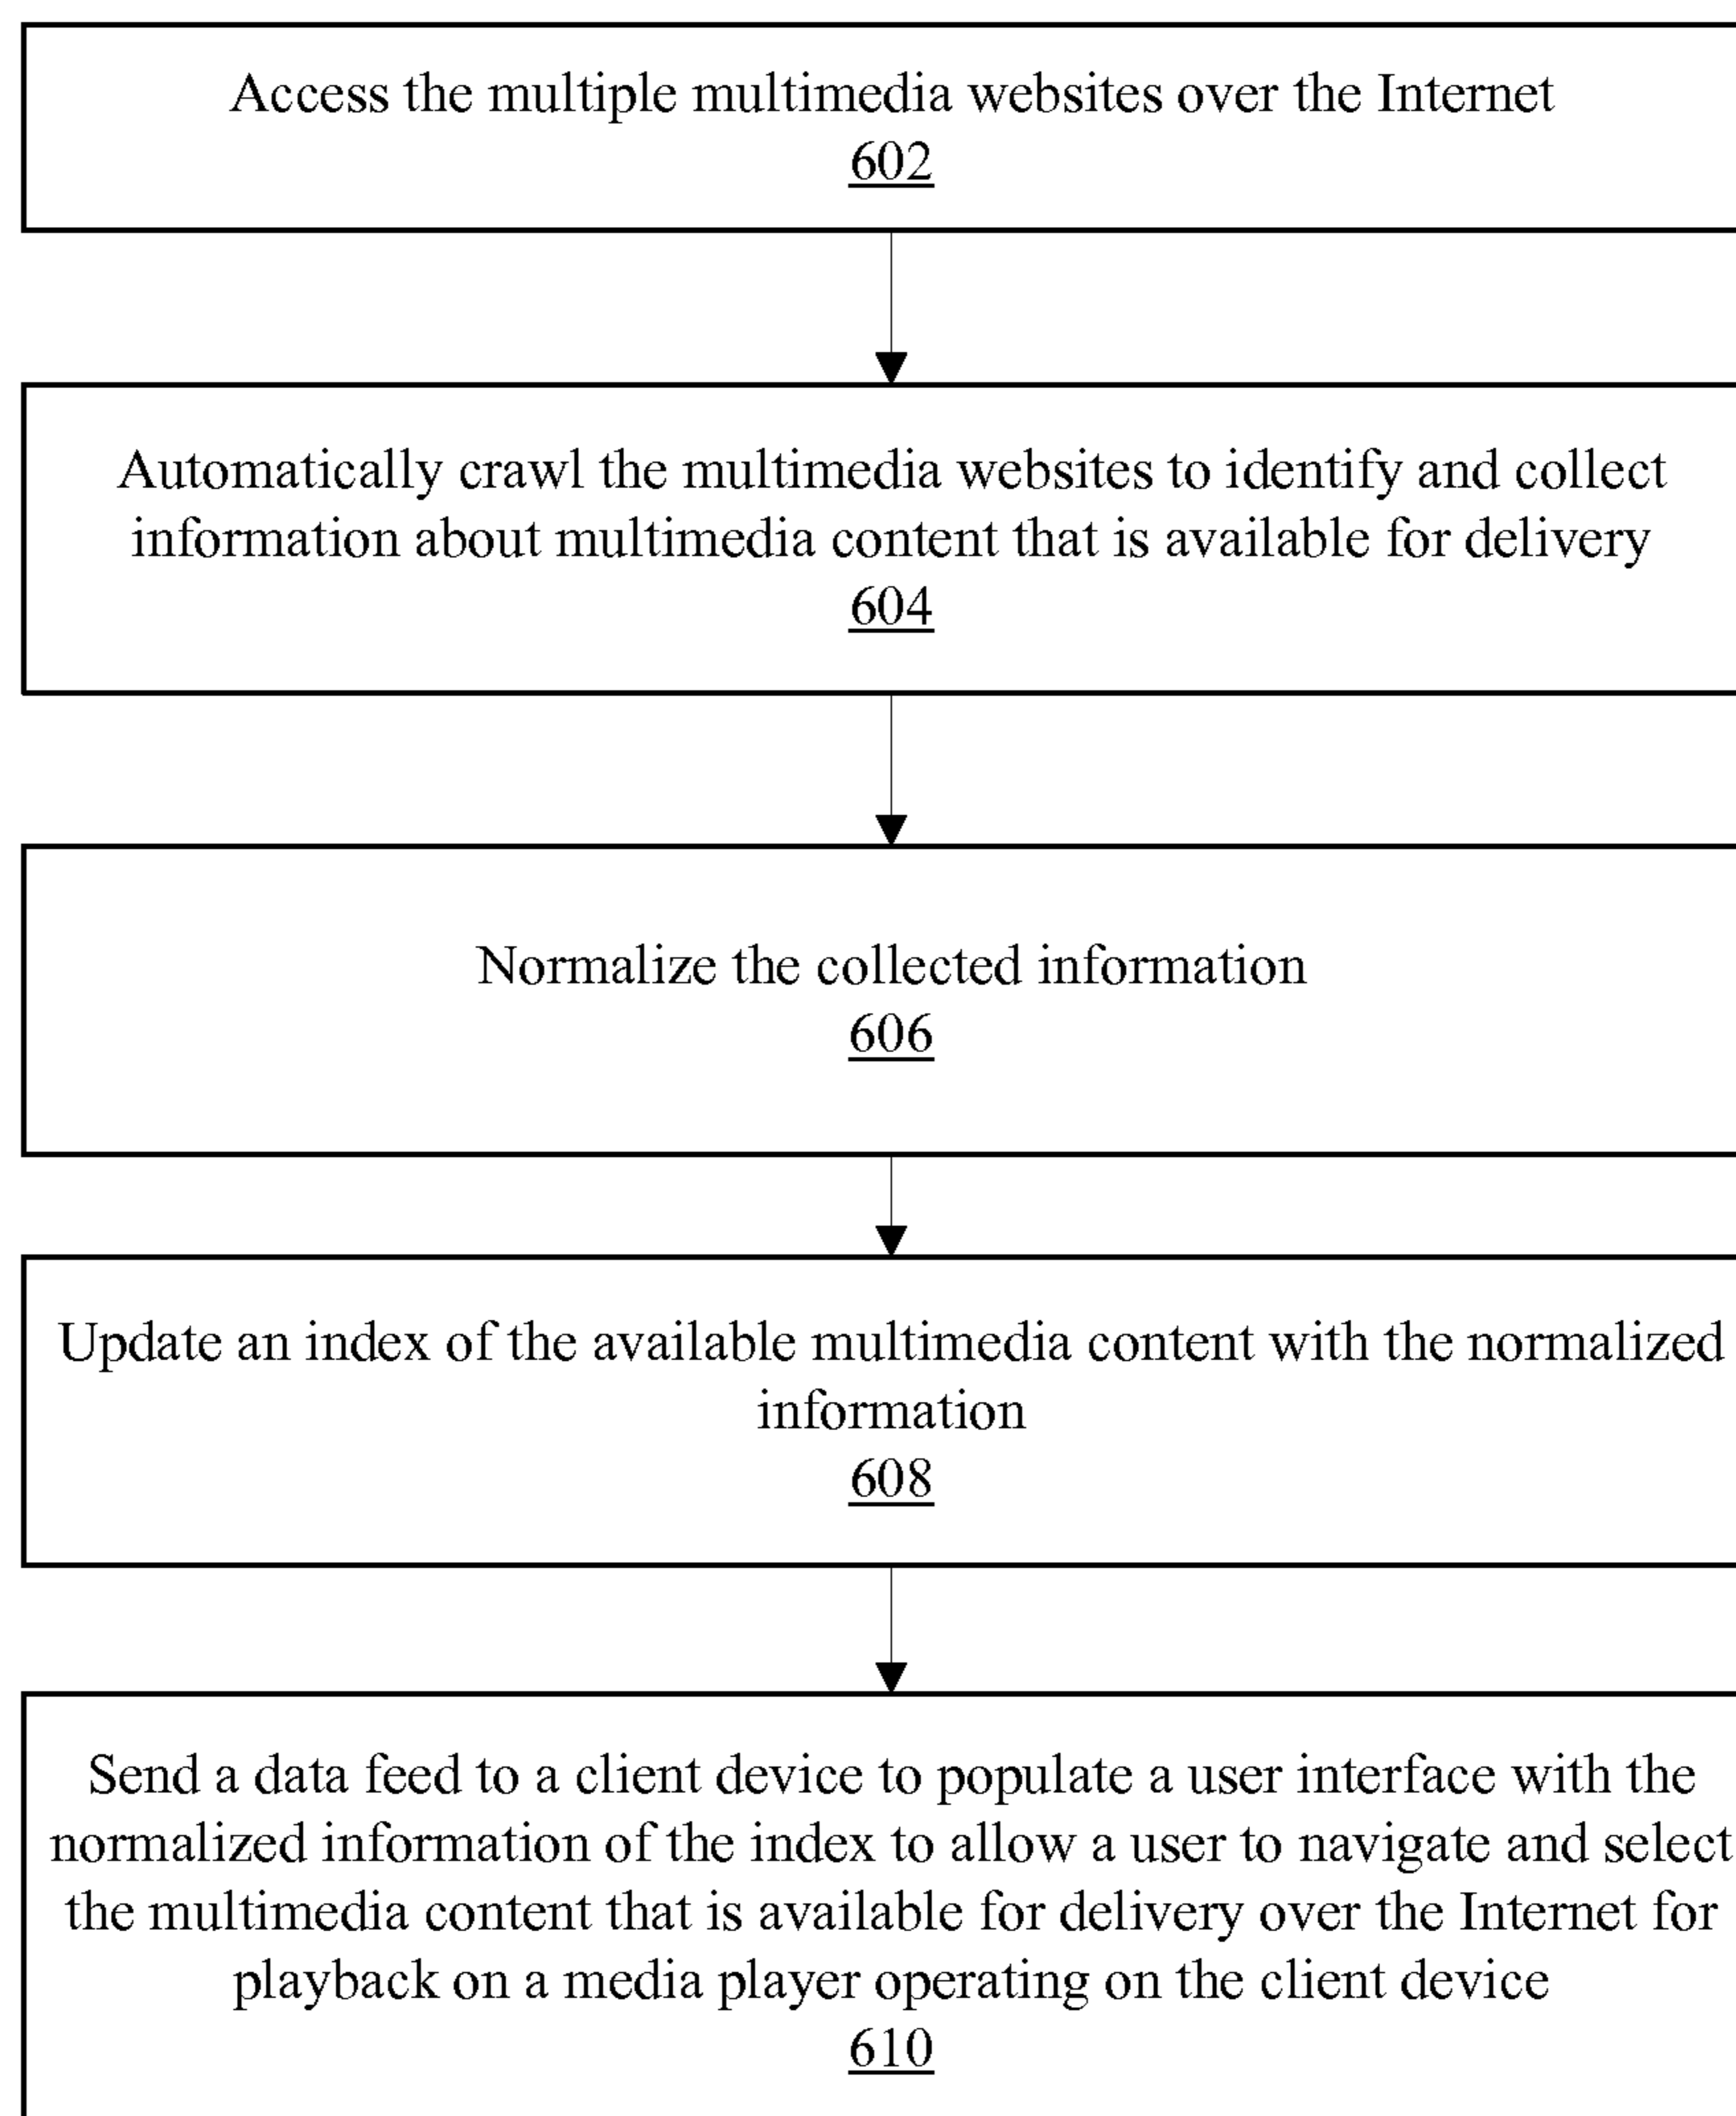 Access the multiple multimedia websites over the Internet
602
Automatically crawl the multimedia websites to identify and collect
information about multimedia content that is available for delivery
604
Normalize the collected information
606
Update an index of the available multimedia content with the normalized
information
608
Send a data feed to a client device to populate a user interface with the
normalized information of the index to allow a user to navigate and select
the multimedia content that is available for delivery over the Internet for
playback on a media player operating on the client device
610